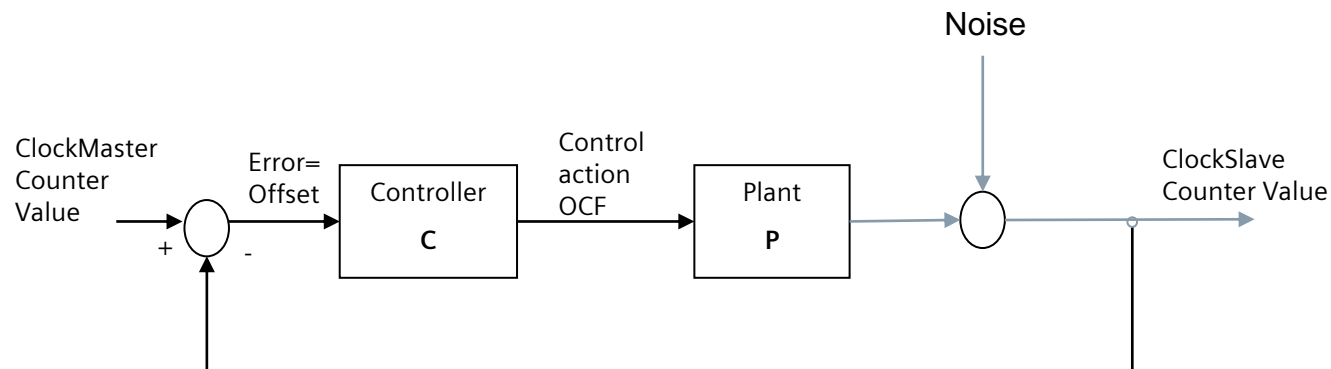 Noise
ClockMaster
Counter
Value
+
-
Error=
Offset
Controller
C
Control
action
OCF
Plant
P
ClockSlave
Counter Value